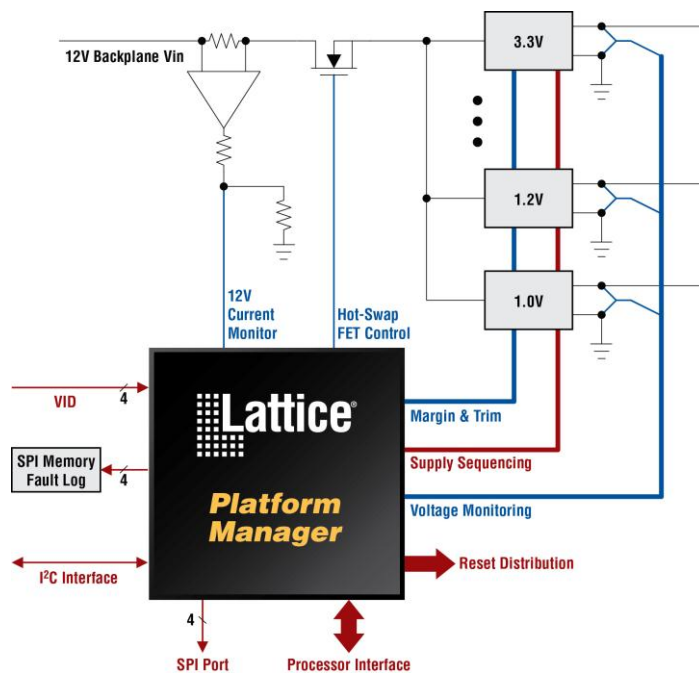 12V Backplane Vin
3.3V
1.2V
1.0V
12V
Current
Monitor
Hot-Swap
FET Control
VID
4
Lattice®
Margin & Trim
SPI Memory
Fault Log
4
Supply Sequencing
Platform
Manager
Voltage Monitoring
I²C Interface
Reset Distribution
4
SPI Port
Processor Interface